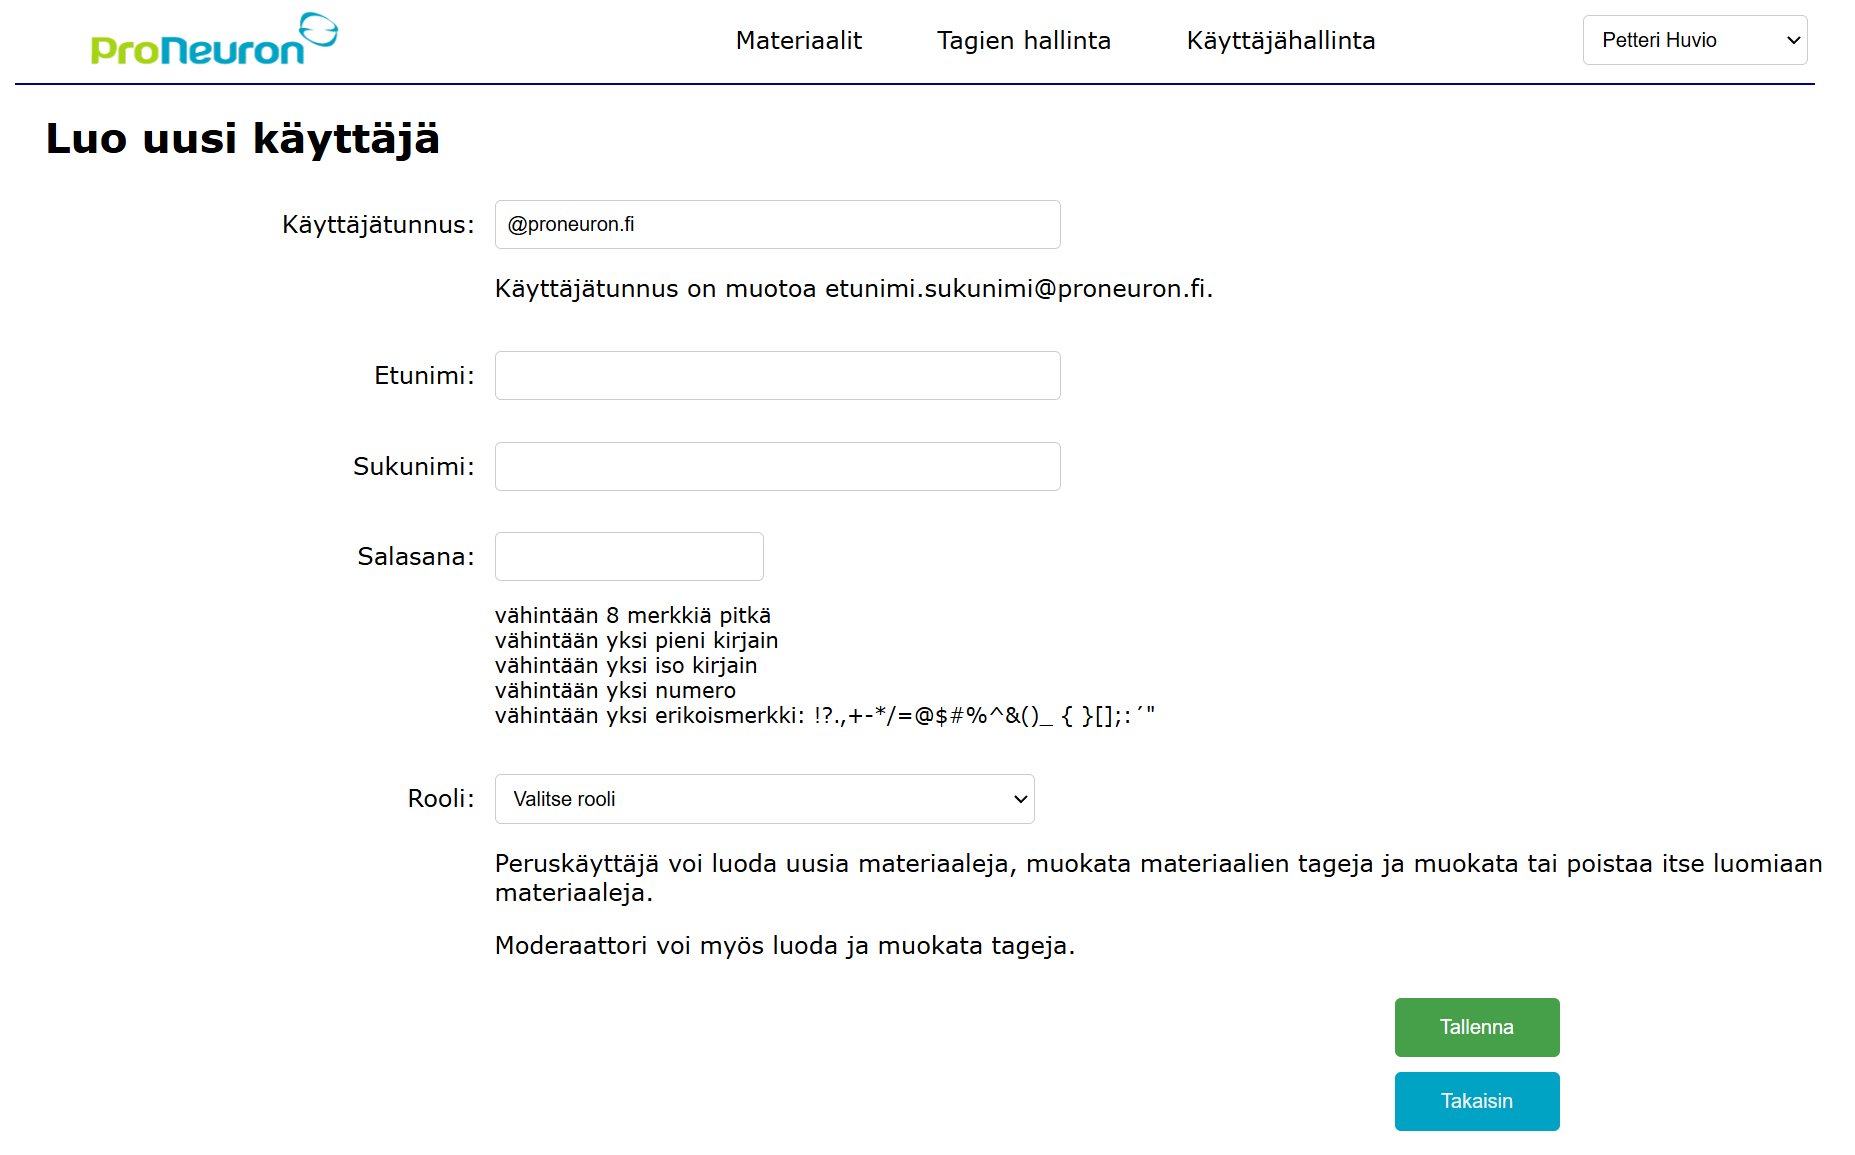 ProNeuron
Materiaalit
Tagien hallinta
Käyttäjähallinta
Petteri Huvio
Luo uusi käyttäjä
Käyttäjätunnus:
@proneuron.fi
Käyttäjätunnus on muotoa etunimi.sukunimi@proneuron.fi.
Etunimi:
Sukunimi:
Salasana:
vähintään 8 merkkiä pitkä
vähintään yksi pieni kirjain
vähintään yksi iso kirjain
vähintään yksi numero
vähintään yksi erikoismerkki: !?.,+-*/=@$#%^&()_ { }[];:´"
Rooli:
Valitse rooli
Peruskäyttäjä voi luoda uusia materiaaleja, muokata materiaalien tageja ja muokata tai poistaa itse luomiaan
materiaaleja.
Moderaattori voi myös luoda ja muokata tageja.
Tallenna
Takaisin